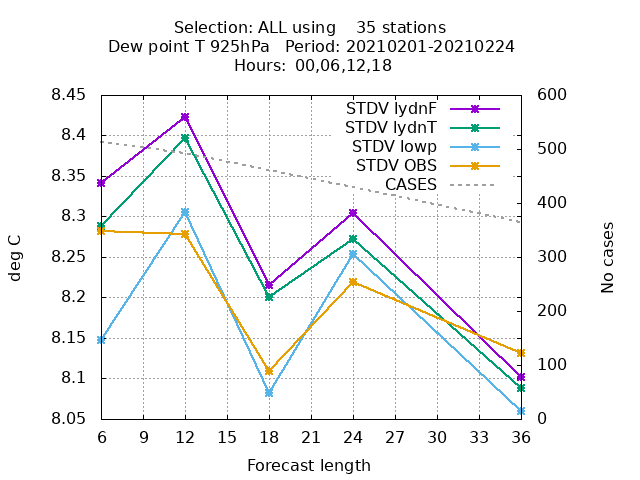 Selection: ALL using    35 stations
Dew point T 925hPa   Period: 20210201-20210224
Hours:  00,06,12,18
8.45
8.4
8.35
8.3
8.25
8.2
8.15
8.1
8.05
600
500
400
300
200
100
0
6 9 12 15 18 21 24 27 30 33 36
Forecast length
deg C
No cases
STDV lydnF
STDV lydnT
STDV lowp
STDV OBS
CASES